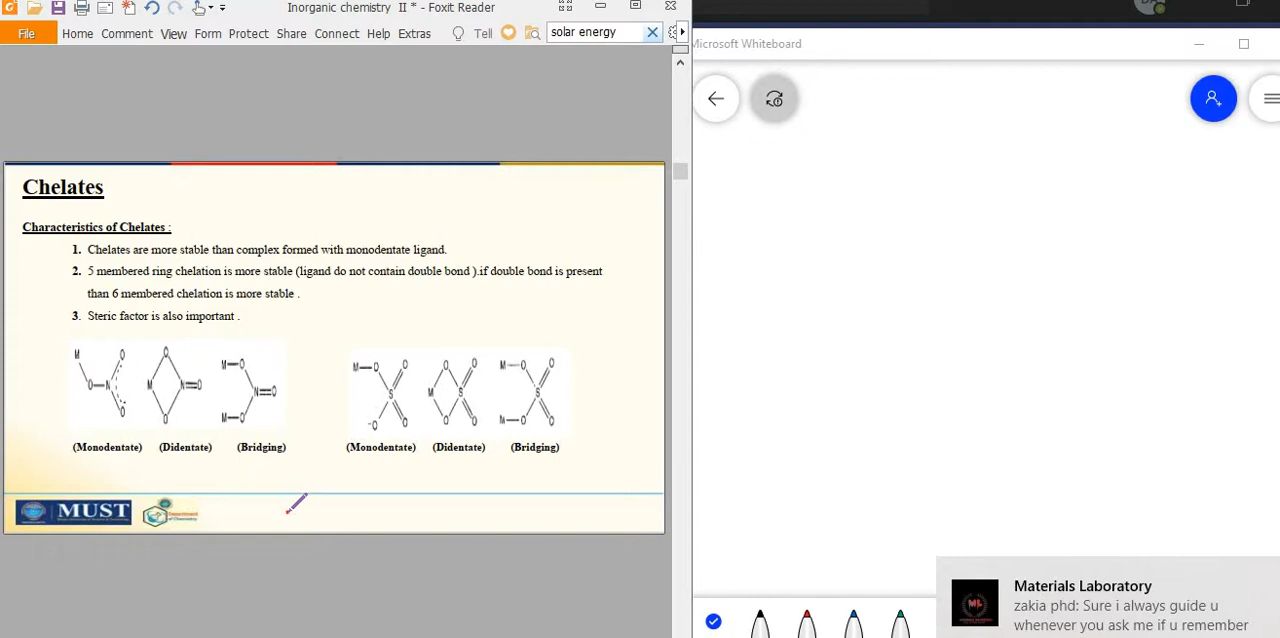 Inorganic chemistry II * - Foxit Reader
File Home Comment View Form Protect Share Connect Help Extras Tell solar energy
Chelates
Characteristics of Chelates :
1. Chelates are more stable than complex formed with monodentate ligand.
2. 5 membered ring chelation is more stable (ligand do not contain double bond ).if double bond is present
than 6 membered chelation is more stable .
3. Steric factor is also important .
M O O N O
M O O N O
M O M O N O
M O S O O -O
M O O S O O
M O M O S O O
(Monodentate) (Didentate) (Bridging)
(Monodentate) (Didentate) (Bridging)
MUST
Department
of Chemistry
Microsoft Whiteboard
Materials Laboratory
zakia phd: Sure i always guide u
whenever you ask me if u remember